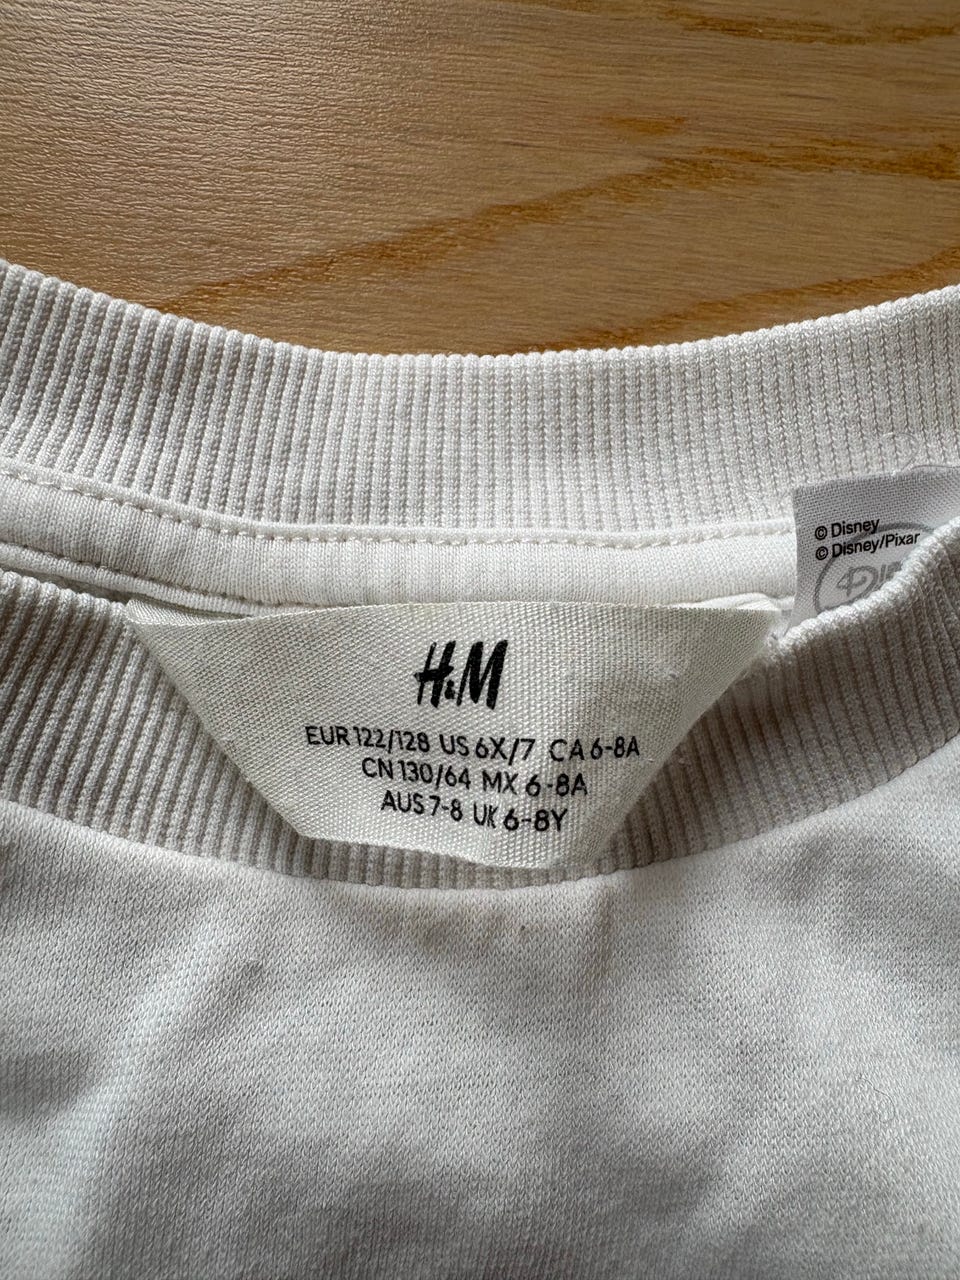 © Disney
© Disney/Pixar
H&M
EUR 122/128 US 6X/7 CA 6-8A
CN 130/64 MX 6-8A
AUS 7-8 UK 6-8Y